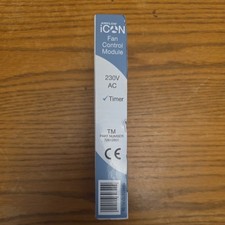 iCAN
Fan
Control
Module
230V
AC
✓Timer
TM
CE